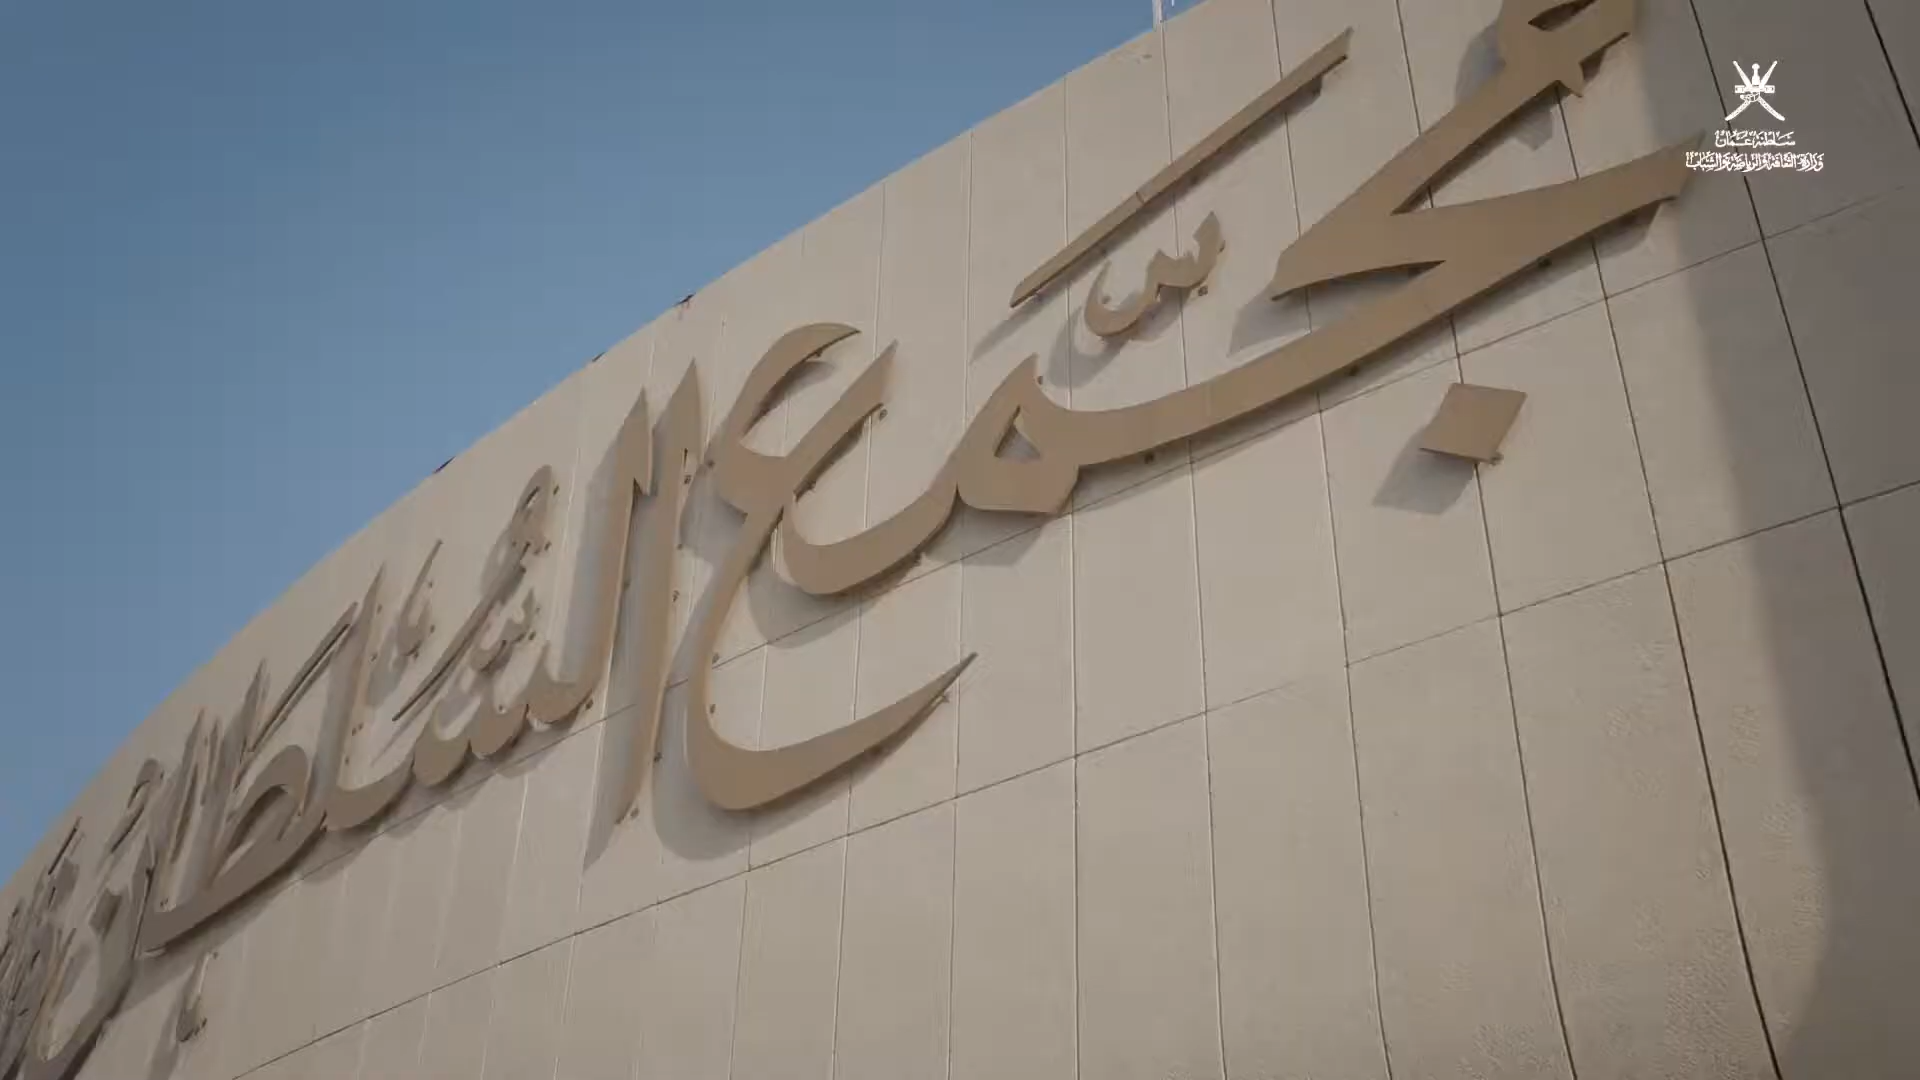 مجمع السلطان
سلطنة عمان
وزارة الثقافة والرياضة والشباب